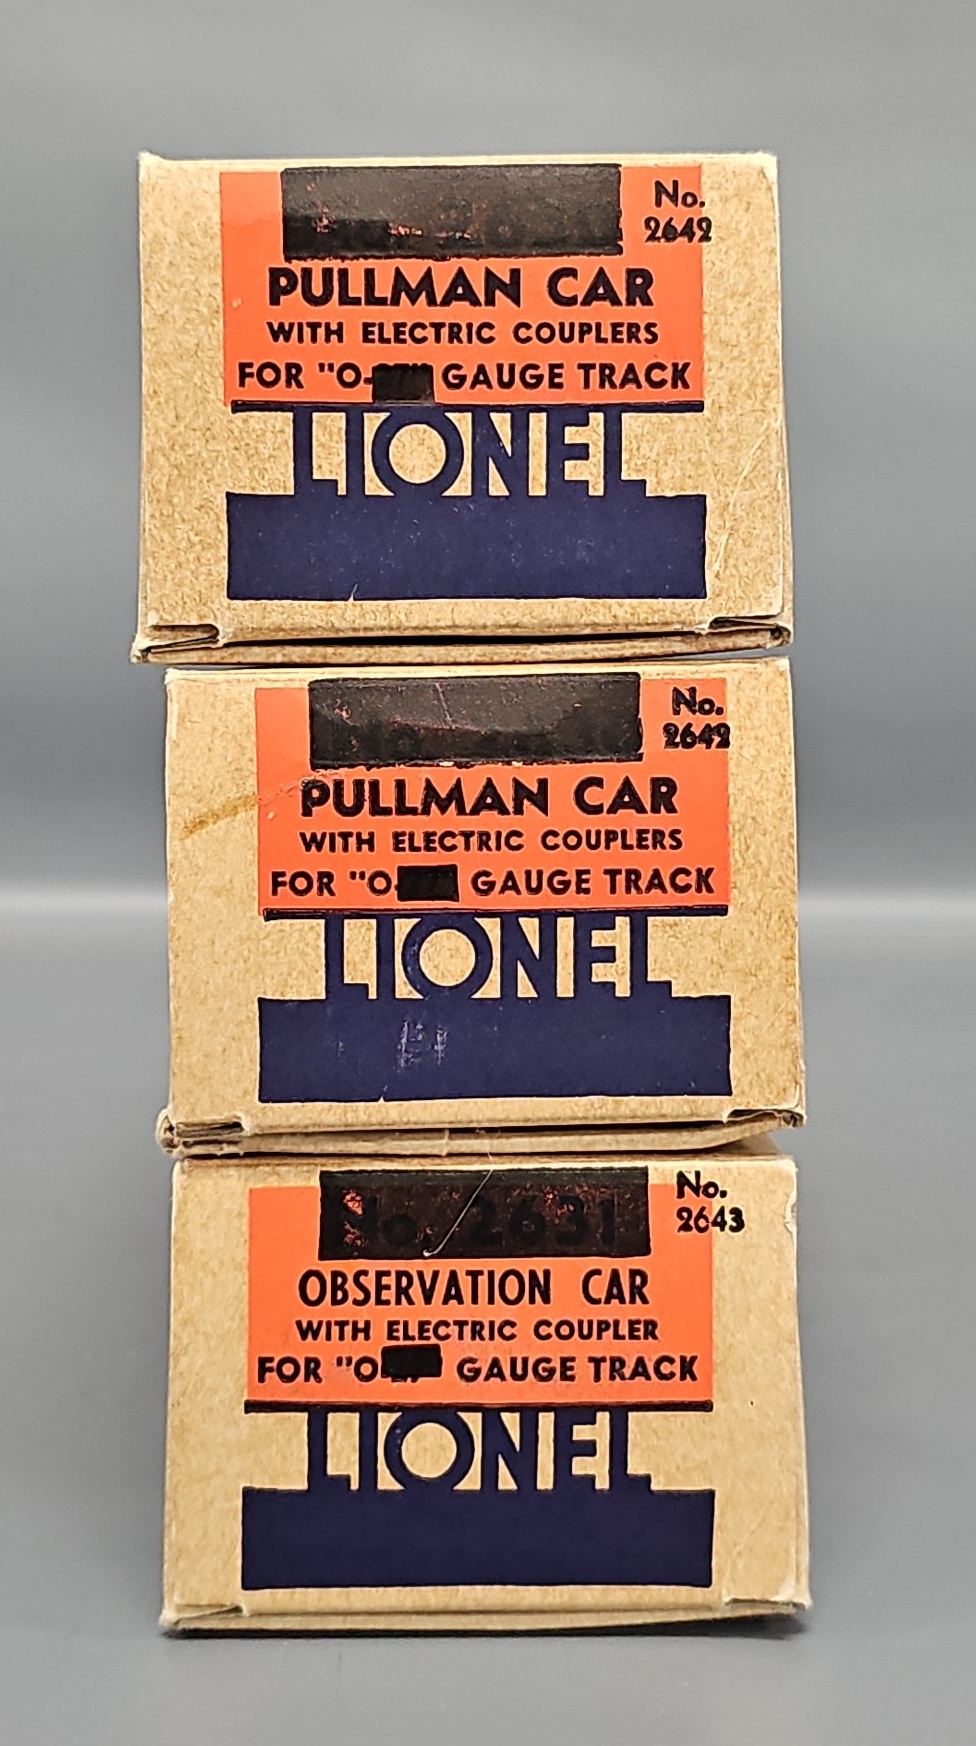 No.
2642
PULLMAN CAR
WITH ELECTRIC COUPLERS
FOR "O- GAUGE TRACK
LIONEL
No.
2642
PULLMAN CAR
WITH ELECTRIC COUPLERS
FOR "O- GAUGE TRACK
LIONEL
No. 2631
No.
2643
OBSERVATION CAR
WITH ELECTRIC COUPLER
FOR "O GAUGE TRACK
LIONEL